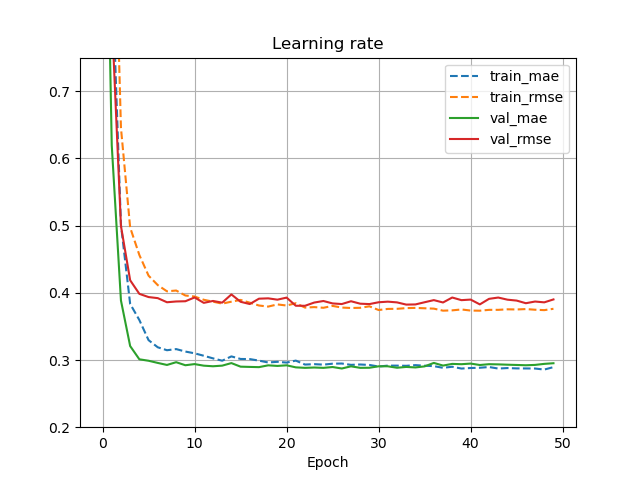 Learning rate
train_mae
train_rmse
val_mae
val_rmse
0.7
0.6
0.5
0.4
0.3
0.2
0 10 20 30 40 50
Epoch